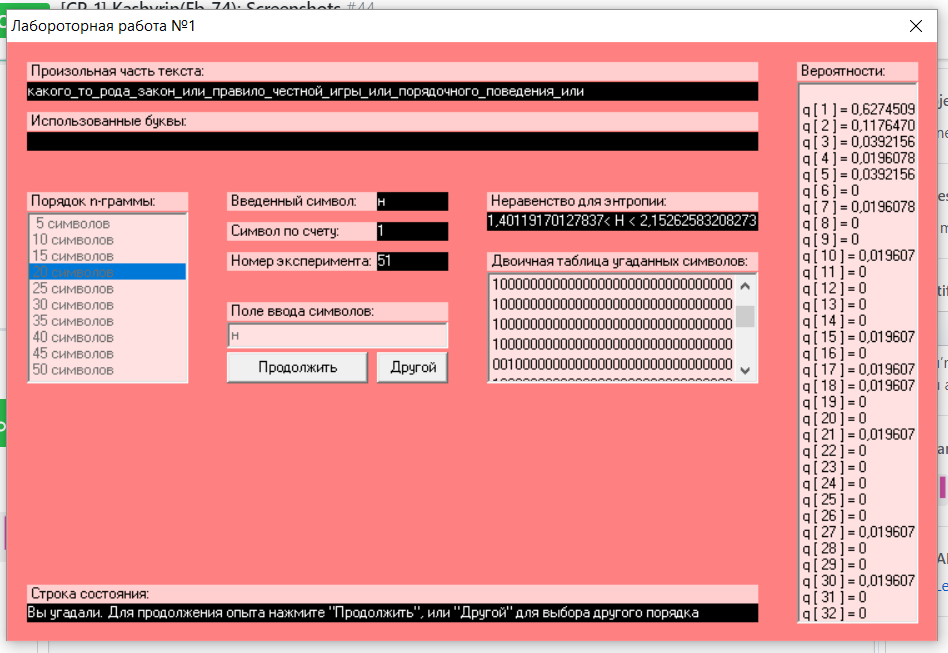 [CP-1] Kashyrin(Fb-74): Screenshots #44
Лабороторная работа №1
Произольная часть текста:
какого_то_рода_закон_или_правило_честной_игры_или_порядочного_поведения_или
Использованные буквы:
Порядок n-граммы:
5 символов
10 символов
15 символов
20 символов
25 символов
30 символов
35 символов
40 символов
45 символов
50 символов
Введенный символ: н
Символ по счету: 1
Номер эксперимента: 51
Поле ввода символов:
н
Продолжить
Другой
Неравенство для энтропии:
1,40119170127837< H < 2,15262583208273
Двоичная таблица угаданных символов:
10000000000000000000000000000000
10000000000000000000000000000000
10000000000000000000000000000000
10000000000000000000000000000000
00100000000000000000000000000000
Вероятности:
q[ 1 ] = 0,6274509
q[ 2 ] = 0,1176470
q[ 3 ] = 0,0392156
q[ 4 ] = 0,0196078
q[ 5 ] = 0,0392156
q[ 6 ] = 0
q[ 7 ] = 0,0196078
q[ 8 ] = 0
q[ 9 ] = 0
q[ 10 ] = 0,019607
q[ 11 ] = 0
q[ 12 ] = 0
q[ 13 ] = 0
q[ 14 ] = 0
q[ 15 ] = 0,019607
q[ 16 ] = 0
q[ 17 ] = 0,019607
q[ 18 ] = 0,019607
q[ 19 ] = 0
q[ 20 ] = 0
q[ 21 ] = 0,019607
q[ 22 ] = 0
q[ 23 ] = 0
q[ 24 ] = 0
q[ 25 ] = 0
q[ 26 ] = 0
q[ 27 ] = 0,019607
q[ 28 ] = 0
q[ 29 ] = 0
q[ 30 ] = 0,019607
q[ 31 ] = 0
q[ 32 ] = 0
Строка состояния:
Вы угадали. Для продолжения опыта нажмите "Продолжить", или "Другой" для выбора другого порядка